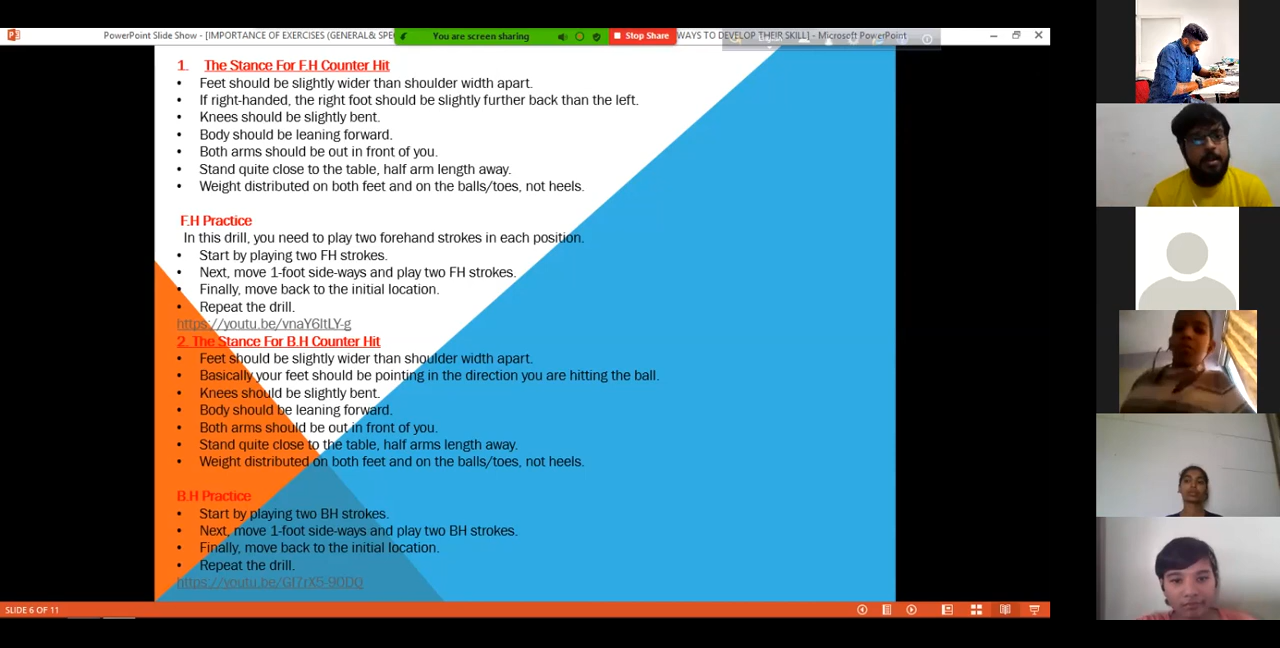 PowerPoint Slide Show - [IMPORTANCE OF EXERCISES (GENERAL& SPE
You are screen sharing
Stop Share
WAYS TO DEVELOP THEIR SKILL] - Microsoft PowerPoint
1. The Stance For F.H Counter Hit
• Feet should be slightly wider than shoulder width apart.
• If right-handed, the right foot should be slightly further back than the left.
• Knees should be slightly bent.
• Body should be leaning forward.
• Both arms should be out in front of you.
• Stand quite close to the table, half arm length away.
• Weight distributed on both feet and on the balls/toes, not heels.
F.H Practice
In this drill, you need to play two forehand strokes in each position.
• Start by playing two FH strokes.
• Next, move 1-foot side-ways and play two FH strokes.
• Finally, move back to the initial location.
• Repeat the drill.
https://youtu.be/vnaY6ItLY-g
2. The Stance For B.H Counter Hit
• Feet should be slightly wider than shoulder width apart.
• Basically your feet should be pointing in the direction you are hitting the ball.
• Knees should be slightly bent.
• Body should be leaning forward.
• Both arms should be out in front of you.
• Stand quite close to the table, half arms length away.
• Weight distributed on both feet and on the balls/toes, not heels.
B.H Practice
• Start by playing two BH strokes.
• Next, move 1-foot side-ways and play two BH strokes.
• Finally, move back to the initial location.
• Repeat the drill.
SLIDE 6 OF 11